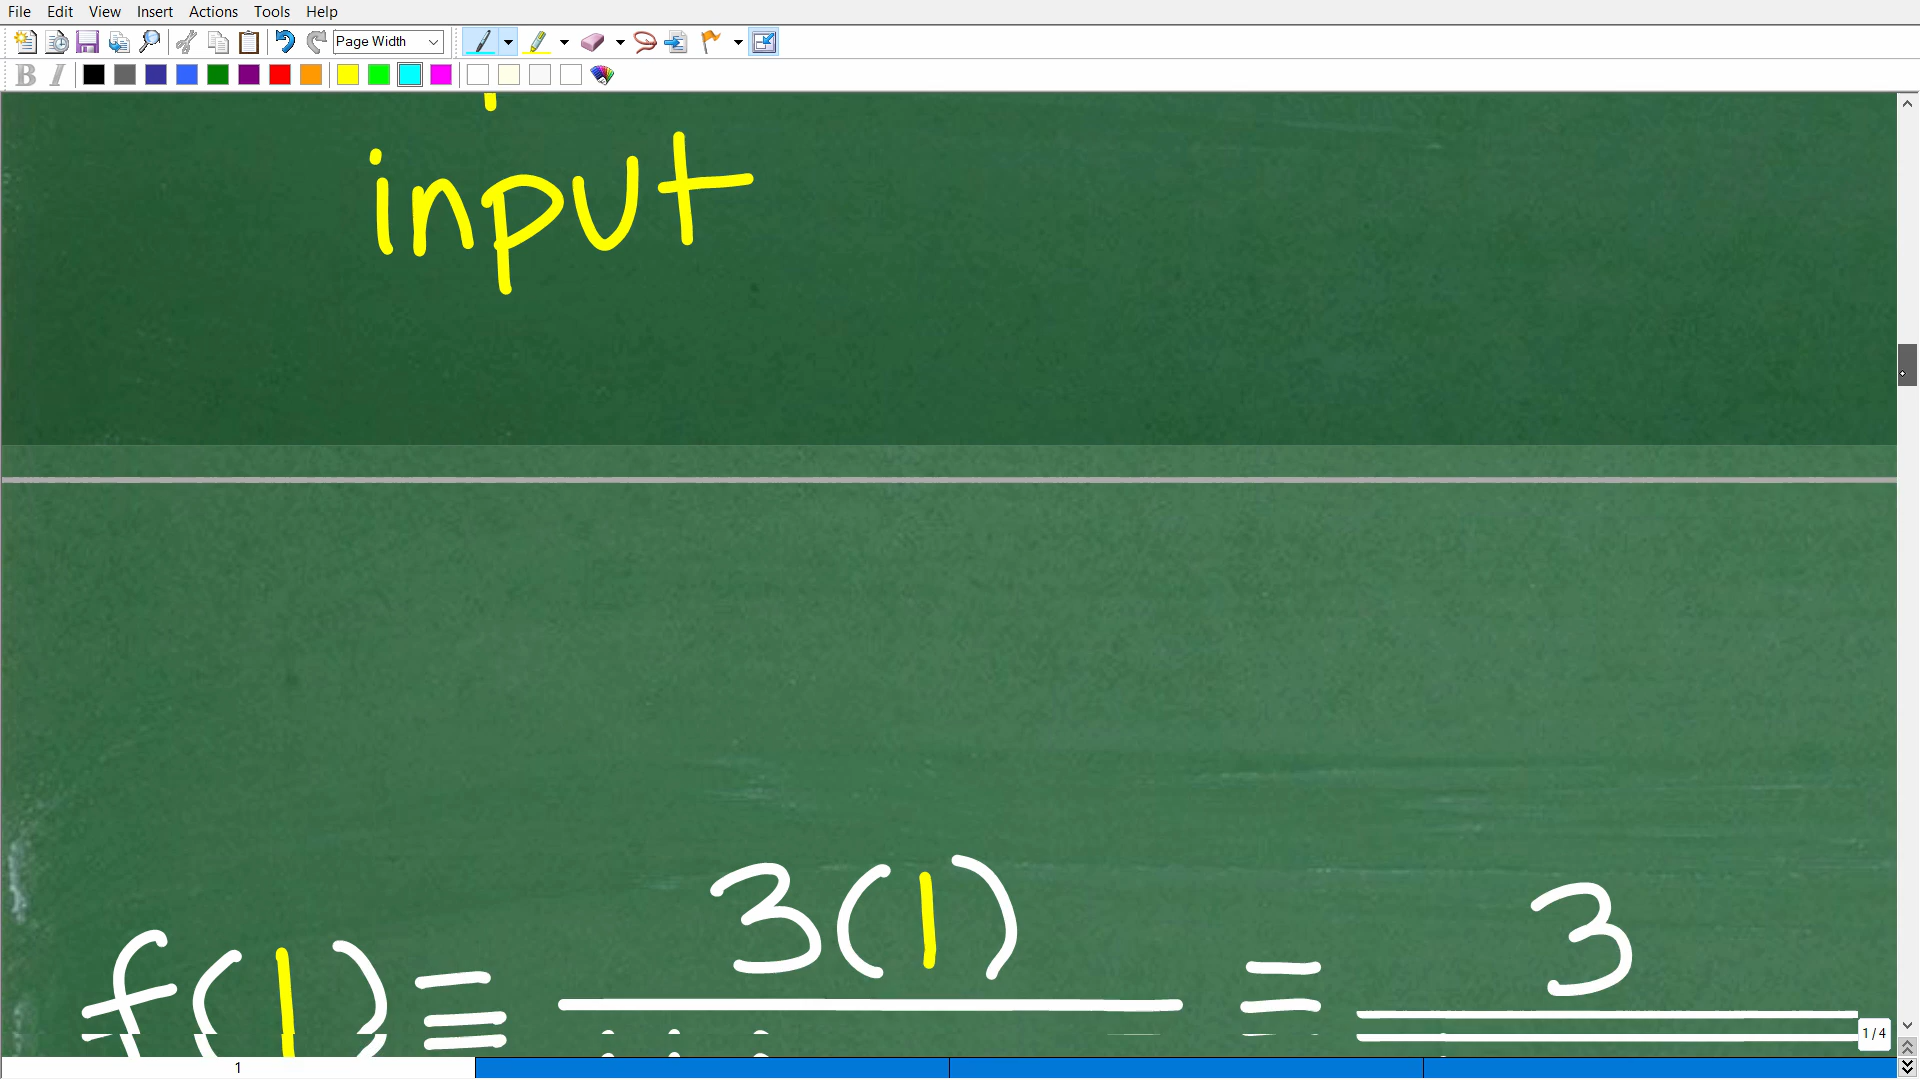 File Edit View Insert Actions Tools Help
Page Width
B I
input
3(1)
3
f(1) =
=
1 / 4
1